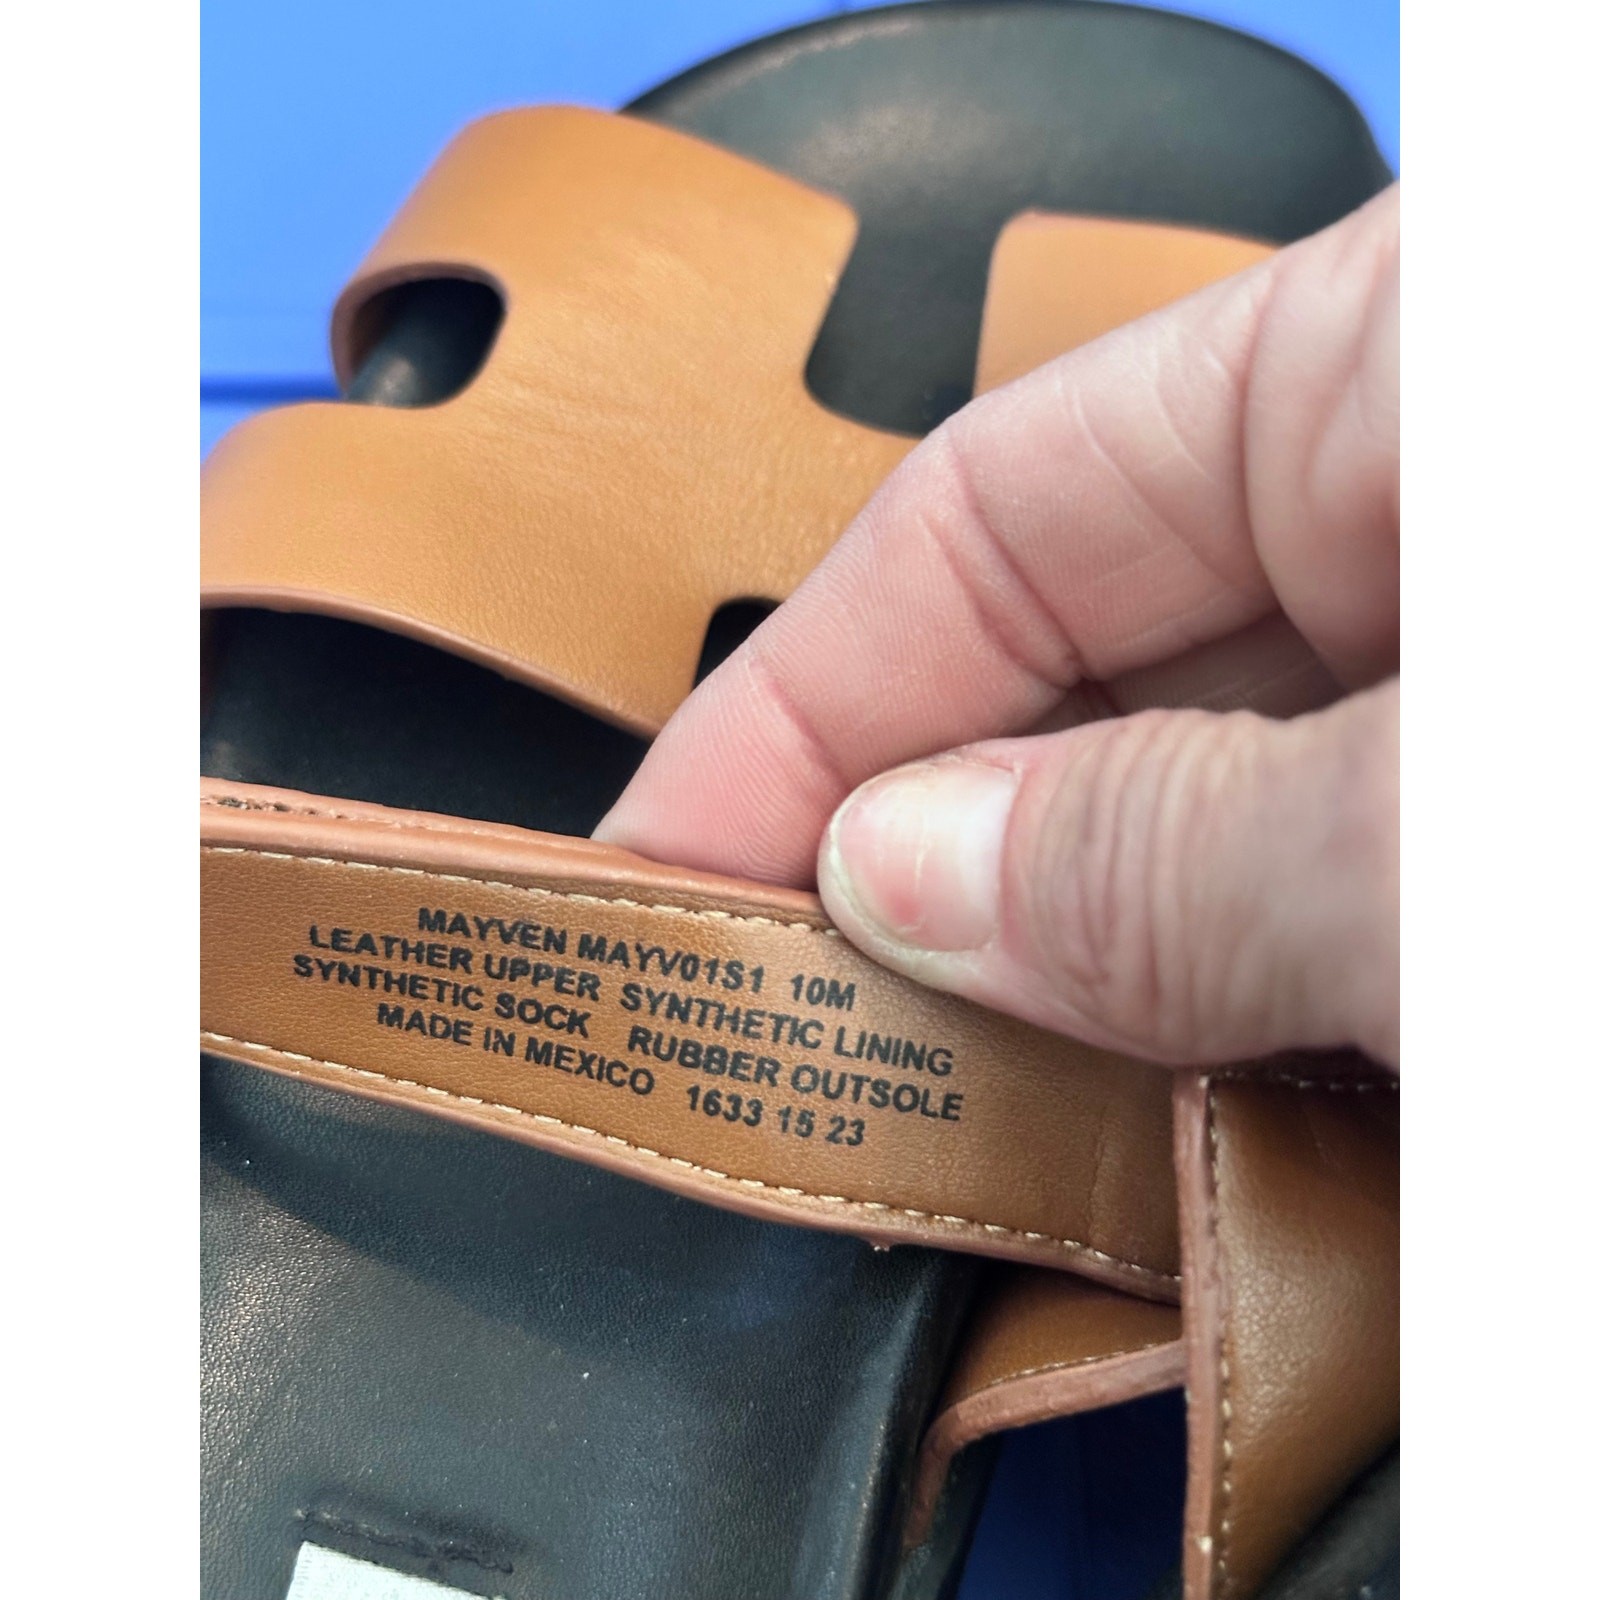 MAYVEN MAYV01S1 10M
LEATHER UPPER SYNTHETIC LINING
SYNTHETIC SOCK RUBBER OUTSOLE
MADE IN MEXICO 1633 15 23